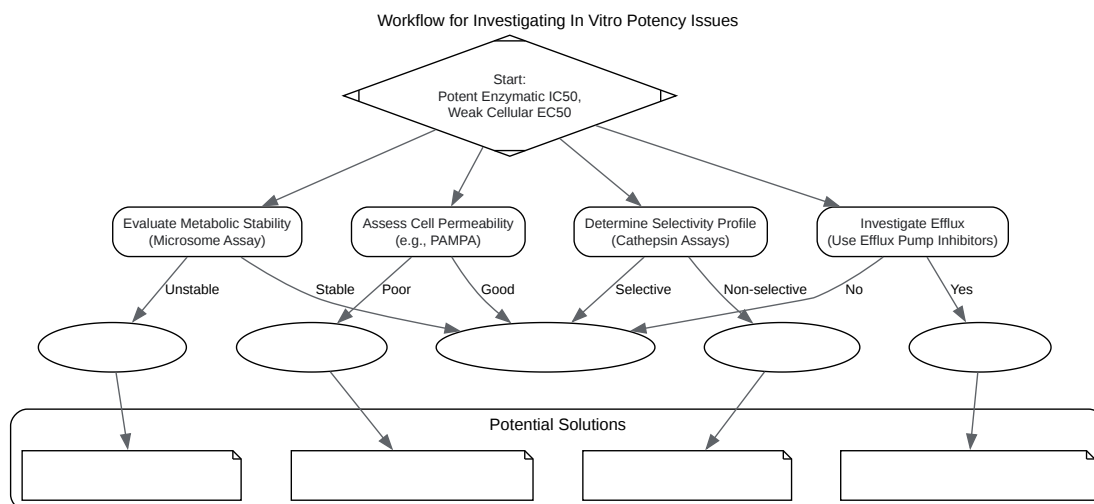 Workflow for Investigating In Vitro Potency Issues
Start:
Potent Enzymatic IC50,
Weak Cellular EC50
Evaluate Metabolic Stability
(Microsome Assay)
Assess Cell Permeability
(e.g., PAMPA)
Determine Selectivity Profile
(Cathepsin Assays)
Investigate Efflux
(Use Efflux Pump Inhibitors)
Unstable
Stable
Poor
Good
Selective
Non-selective
No
Yes
Potential Solutions